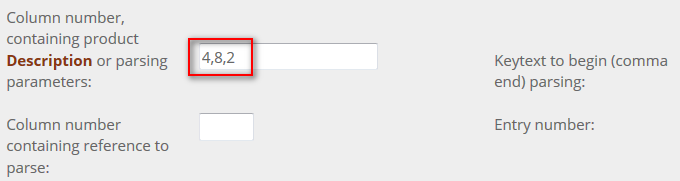 Column number,
containing product
Description or parsing
parameters:
4,8,2
Keytext to begin (comma
end) parsing:
Column number
containing reference to
parse:
Entry number: